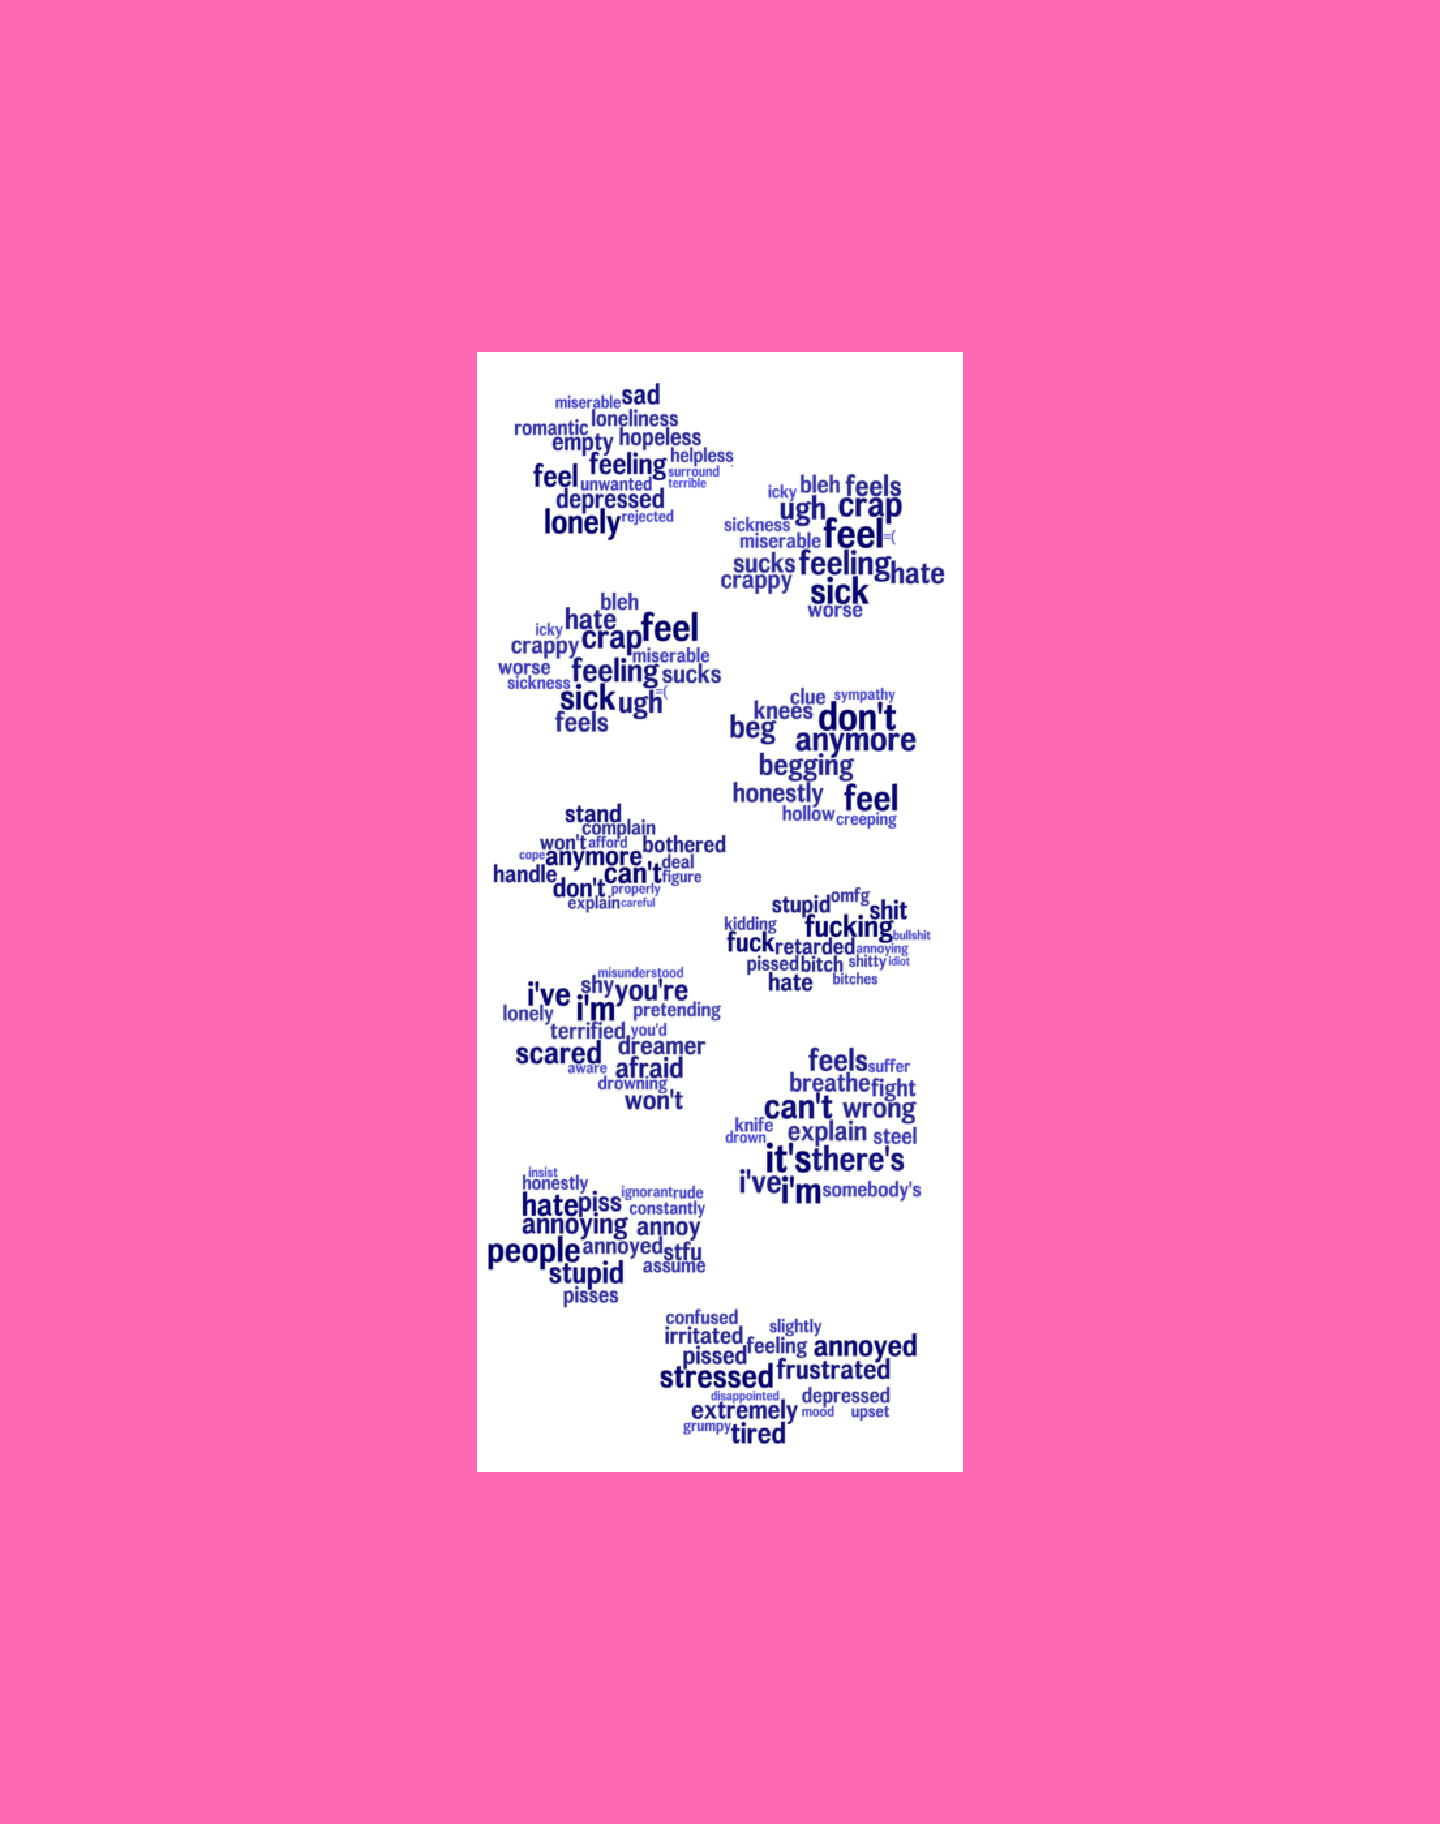 miserable sad
loneliness
romantic
empty hopeless
helpless
feeling
feel surround
unwanted terrible
depressed
lonely rejected
icky bleh feels
ugh crap
sickness
miserable feel =(
sucks feeling hate
crappy
sick
worse
bleh
hate feel
icky
crappy crap
miserable
worse feeling sucks
sickness
sick ugh =(
feels
clue sympathy
knees don't
beg
anymore
begging
honestly feel
hollow creeping
stand
complain
won't afford bothered
cope anymore deal
handle can't figure
don't properly
explain careful
stupid omfg shit
kidding fucking
fuck retarded bullshit
annoying
pissed bitch shitty idiot
hate bitches
misunderstood
i've shy you're
lonely i'm pretending
terrified you'd
scared dreamer
aware afraid
drowning
won't
feels suffer
breathe fight
can't wrong
knife
drown explain steel
it's there's
i've i'm somebody's
insist
honestly
ignorant rude
hate piss constantly
annoying annoy
people annoyed stfu
assume
stupid
pisses
confused
slightly
irritated feeling annoyed
pissed
stressed frustrated
disappointed depressed
extremely mood upset
grumpy tired